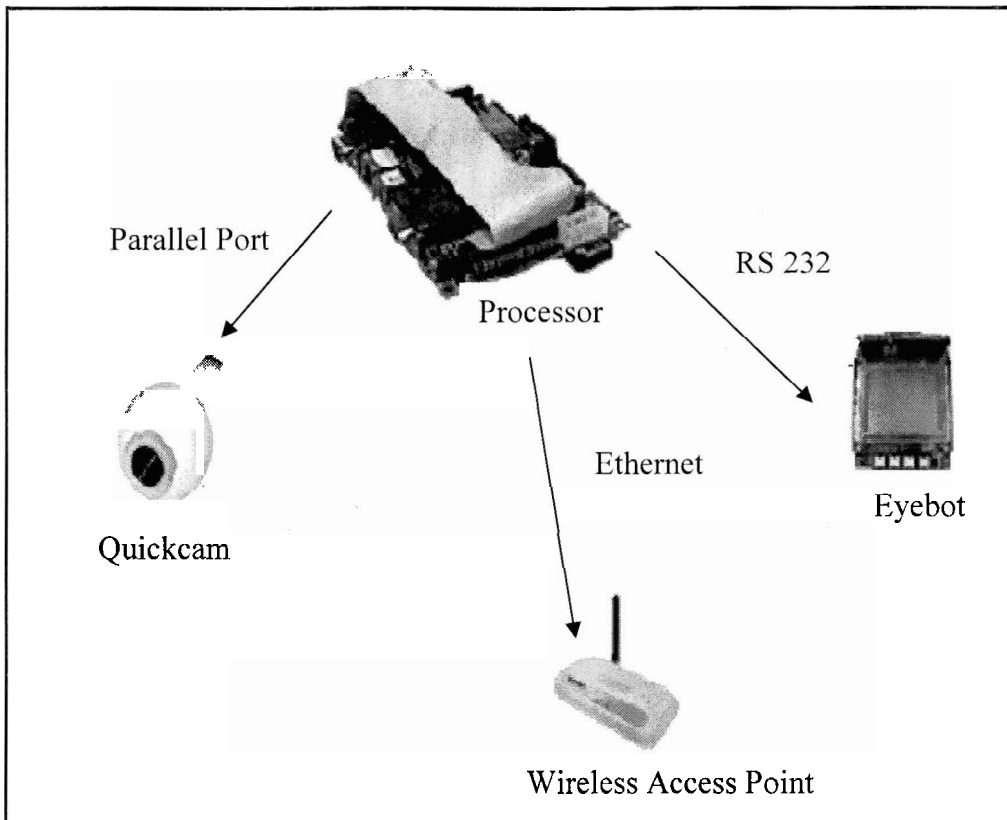 Parallel Port
RS 232
Processor
Ethernet
Eyebot
Quickcam
Wireless Access Point